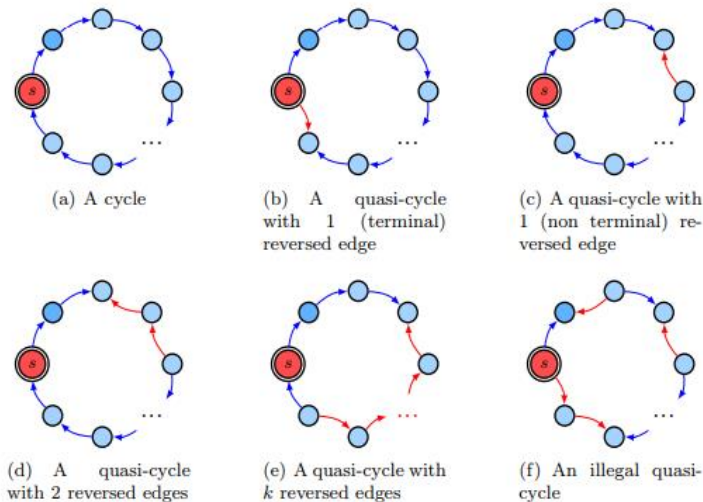 s
s
s
...
...
...
(a) A cycle
(b) A quasi-cycle
with 1 (terminal)
reversed edge
(c) A quasi-cycle with
1 (non terminal) re-
versed edge
s
s
s
...
...
...
(d) A quasi-cycle
with 2 reversed edges
(e) A quasi-cycle with
k reversed edges
(f) An illegal quasi-
cycle